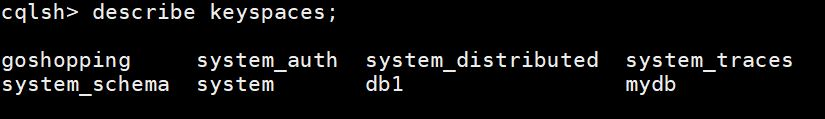 cqlsh> describe keyspaces;
goshopping     system_auth  system_distributed  system_traces
system_schema  system       db1                 mydb